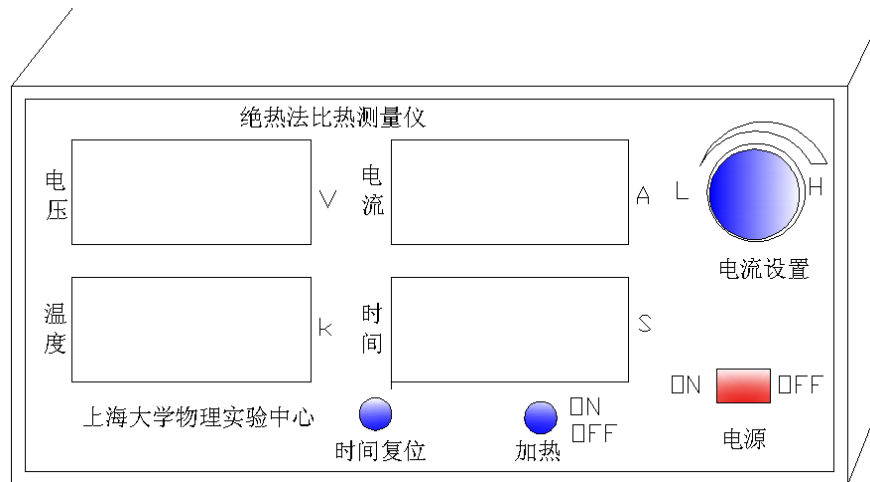 绝热法比热测量仪
电压
V
电流
A
L
H
电流设置
温度
k
时间
S
ON
OFF
电源
上海大学物理实验中心
时间复位
加热
ON
OFF